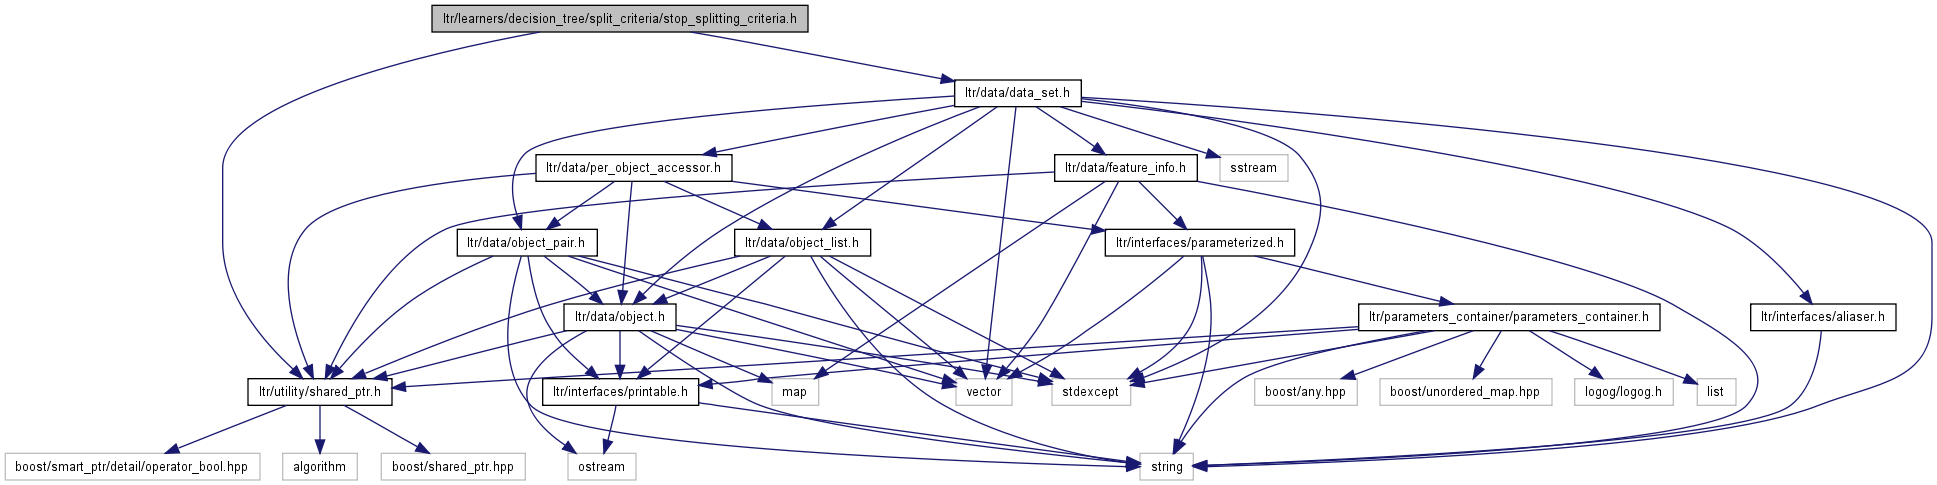 ltr/learners/decision_tree/split_criteria/stop_splitting_criteria.h
ltr/data/data_set.h
ltr/data/per_object_accessor.h
ltr/data/feature_info.h
sstream
ltr/data/object_pair.h
ltr/data/object_list.h
ltr/interfaces/parameterized.h
ltr/data/object.h
ltr/parameters_container/parameters_container.h
ltr/interfaces/aliaser.h
ltr/utility/shared_ptr.h
ltr/interfaces/printable.h
map
vector
stdexcept
boost/any.hpp
boost/unordered_map.hpp
logog/logog.h
list
boost/smart_ptr/detail/operator_bool.hpp
algorithm
boost/shared_ptr.hpp
ostream
string